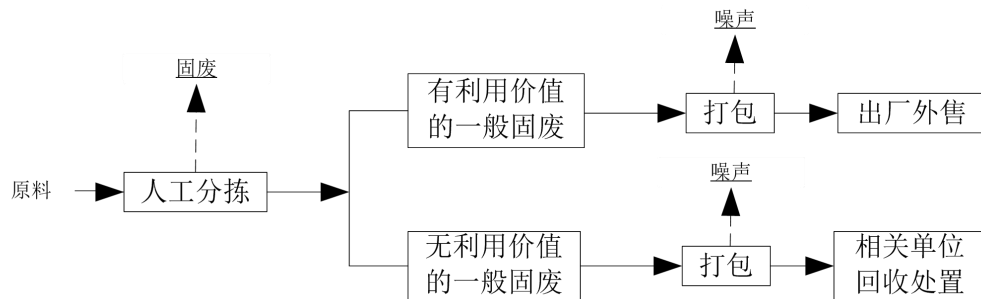 噪声
固废
有利用价值
的一般固废
打包
出厂外售
原料
人工分拣
噪声
无利用价值
的一般固废
打包
相关单位
回收处置